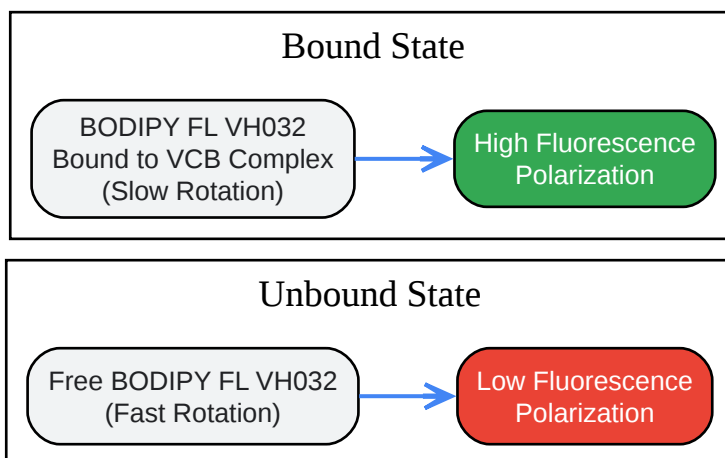 Bound State
BODIPY FL VH032
Bound to VCB Complex
(Slow Rotation)
High Fluorescence
Polarization
Unbound State
Free BODIPY FL VH032
(Fast Rotation)
Low Fluorescence
Polarization